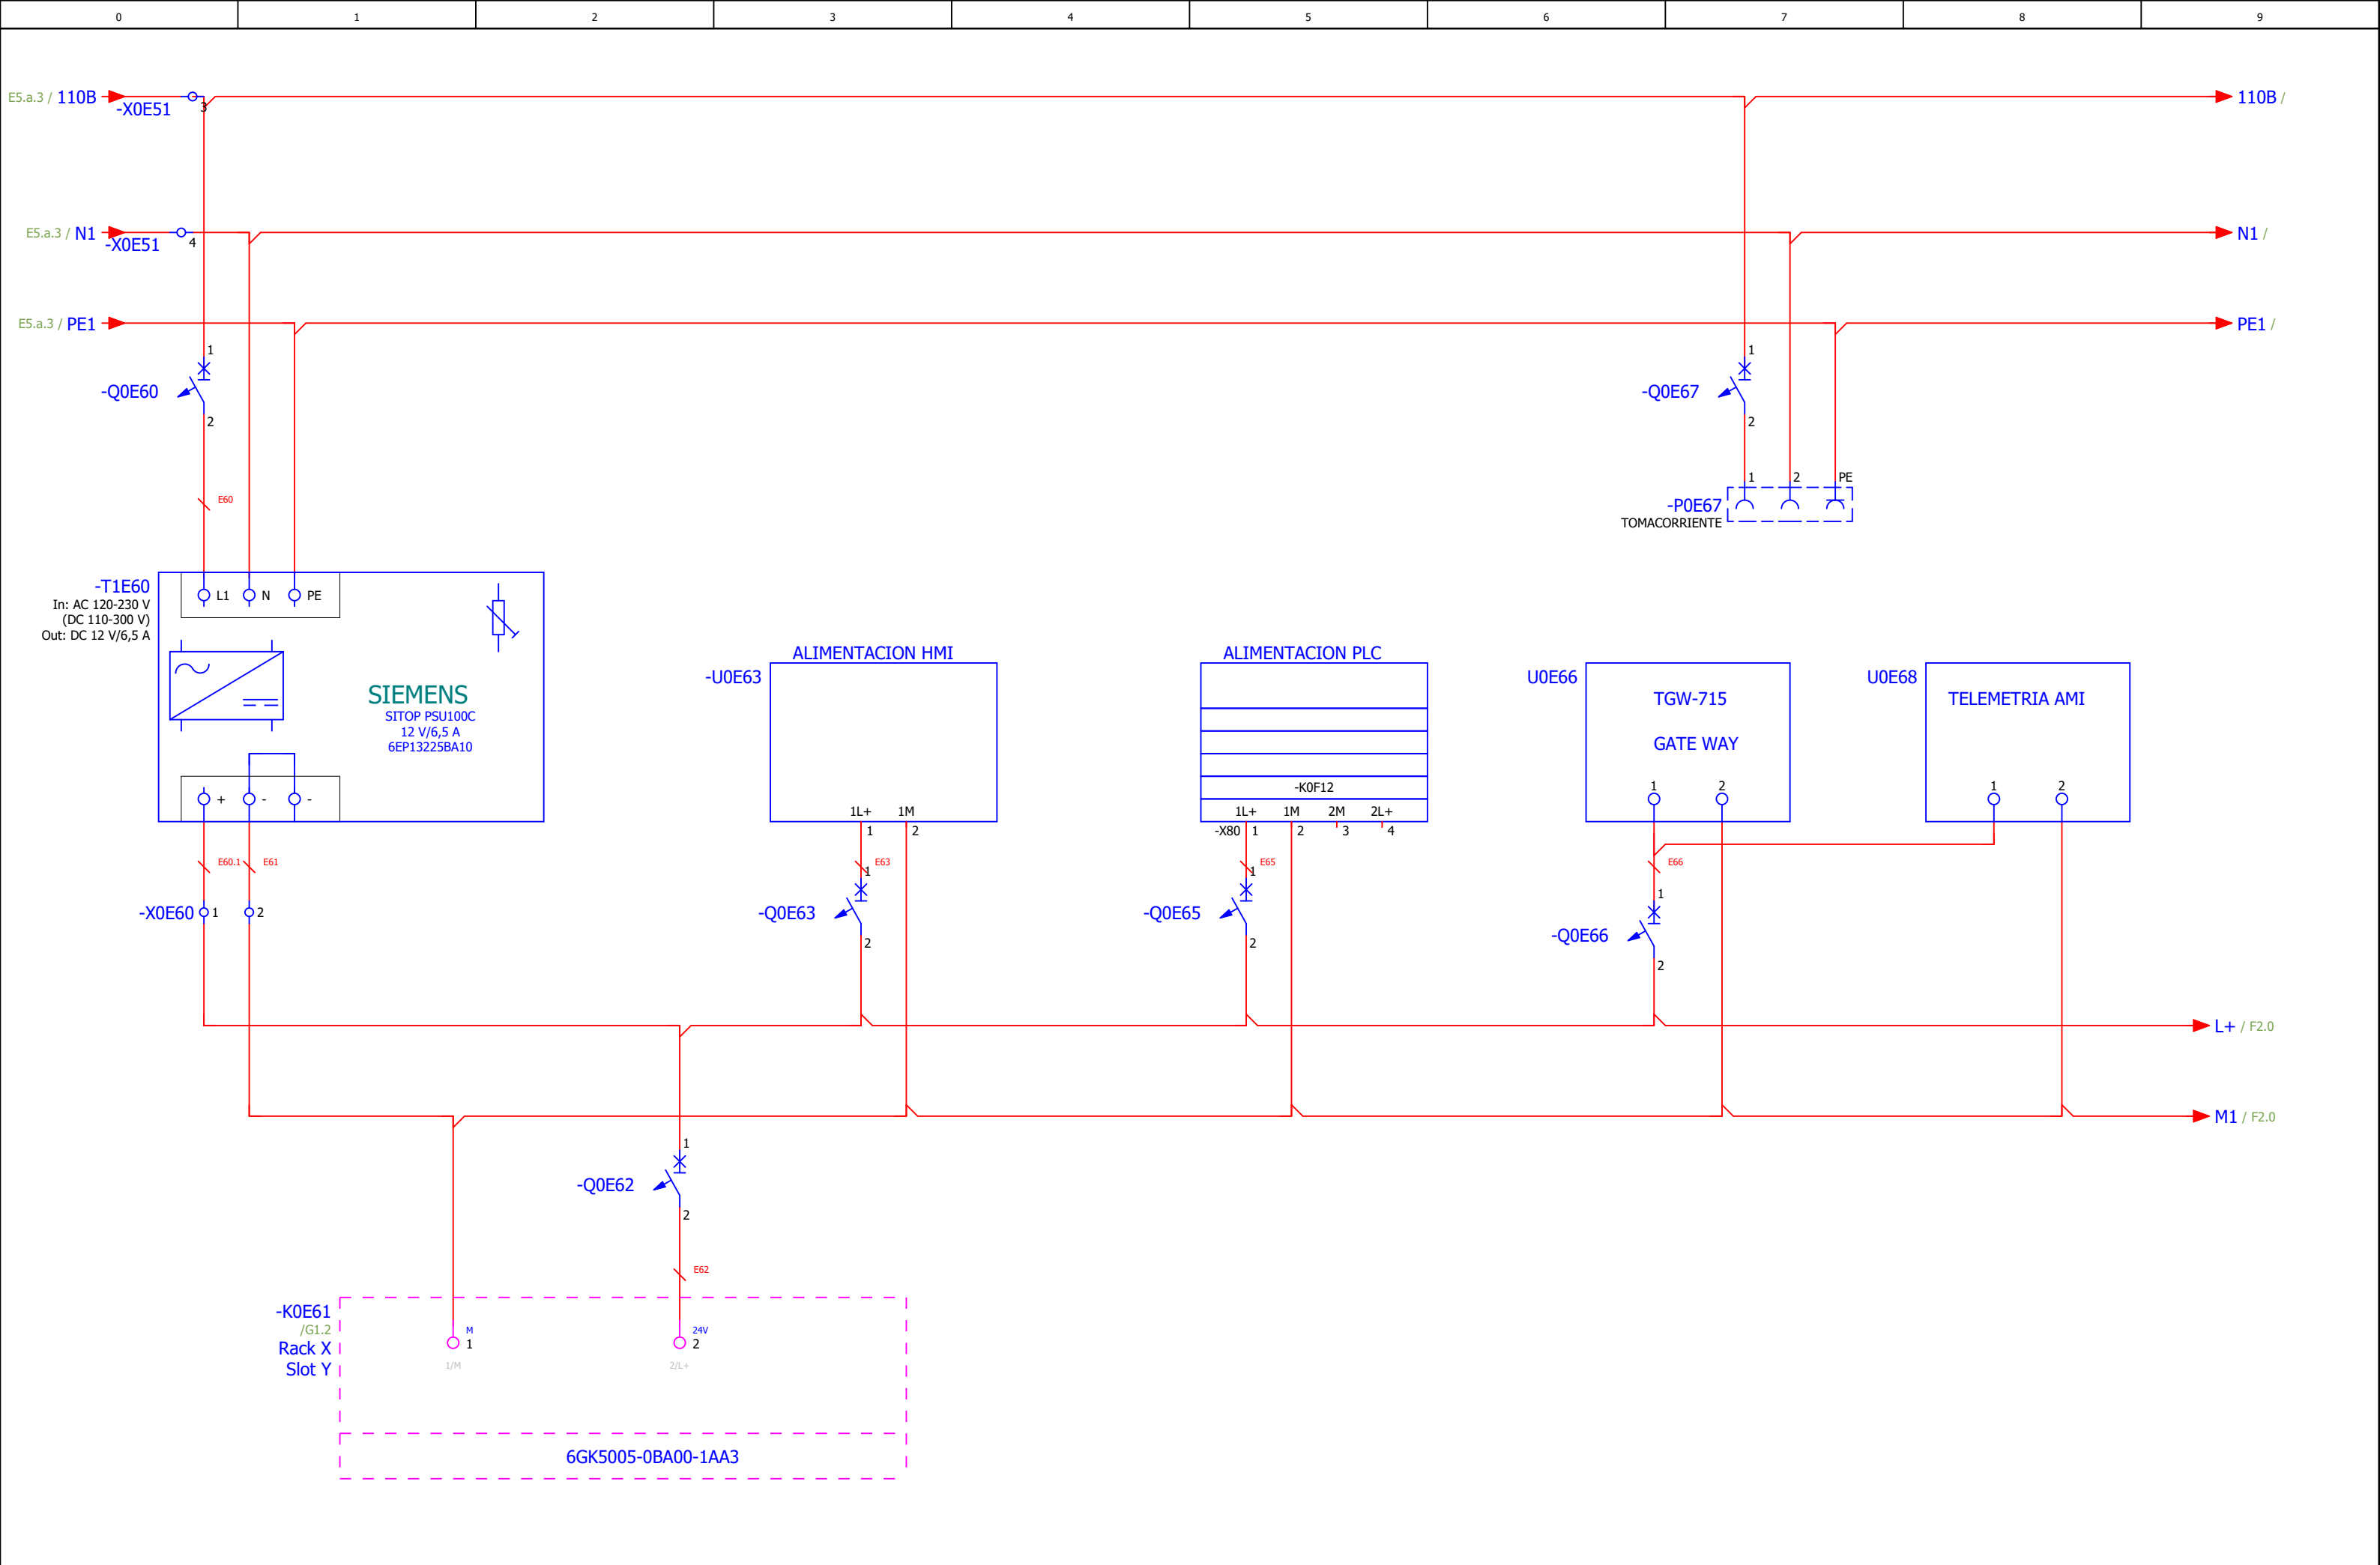 0 1 2 3 4 5 6 7 8 9
E5.a.3 / 110B
-X0E51
3
110B /
E5.a.3 / N1
-X0E51
4
N1 /
E5.a.3 / PE1
PE1 /
1
-Q0E60
2
E60
1
-Q0E67
2
1 2 PE
-P0E67
TOMACORRIENTE
-T1E60
In: AC 120-230 V
(DC 110-300 V)
Out: DC 12 V/6,5 A
L1 N PE
SIEMENS
SITOP PSU100C
12 V/6,5 A
6EP13225BA10
+ - -
E60.1 E61
-X0E60 1 2
ALIMENTACION HMI
-U0E63
1L+ 1M
1 2
E63
1
-Q0E63
2
ALIMENTACION PLC
-K0F12
1L+ 1M 2M 2L+
-X80 1 2 3 4
E65
1
-Q0E65
2
U0E66
TGW-715
GATE WAY
1 2
E66
1
-Q0E66
2
U0E68
TELEMETRIA AMI
1 2
L+ / F2.0
M1 / F2.0
1
-Q0E62
2
E62
-K0E61
/G1.2
Rack X
Slot Y
M
1
1/M
24V
2
2/L+
6GK5005-0BA00-1AA3